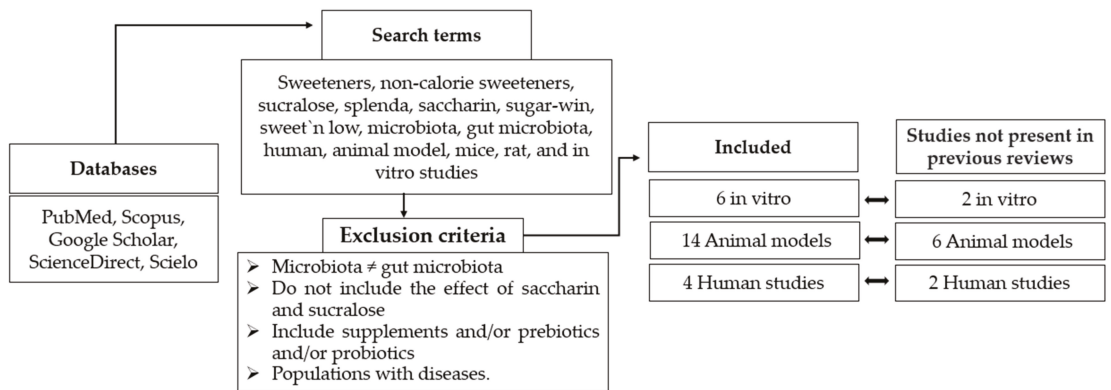 Databases
PubMed, Scopus,
Google Scholar,
ScienceDirect, Scielo
Search terms
Sweeteners, non-calorie sweeteners,
sucralose, splenda, saccharin, sugar-win,
sweet`n low, microbiota, gut microbiota,
human, animal model, mice, rat, and in
vitro studies
Exclusion criteria
➢ Microbiota ≠ gut microbiota
➢ Do not include the effect of saccharin
and sucralose
➢ Include supplements and/or prebiotics
and/or probiotics
➢ Populations with diseases.
Included
6 in vitro
14 Animal models
4 Human studies
Studies not present in
previous reviews
2 in vitro
6 Animal models
2 Human studies